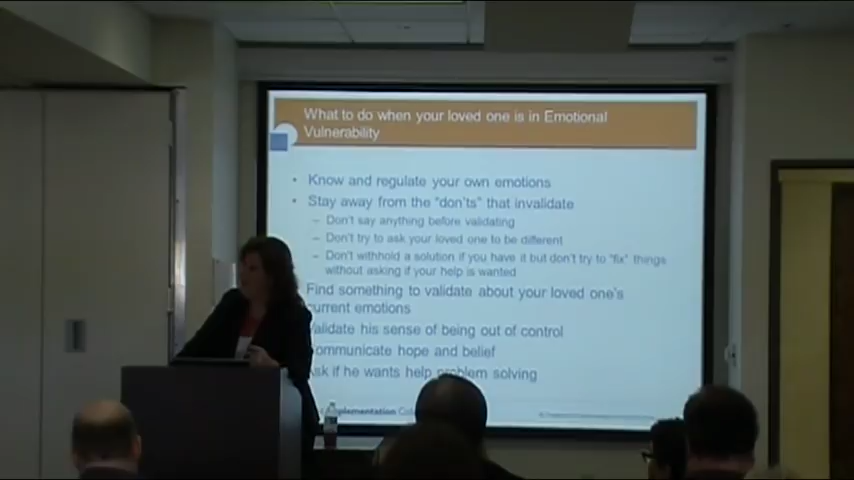 What to do when your loved one is in Emotional
Vulnerability
• Know and regulate your own emotions
• Stay away from the "don'ts" that invalidate
– Don't say anything before validating
– Don't try to ask your loved one to be different
– Don't withhold a solution if you have it but don't try to "fix" things
without asking if your help is wanted
Find something to validate about your loved one's
current emotions
Validate his sense of being out of control
Communicate hope and belief
Ask if he wants help problem solving
Implementation